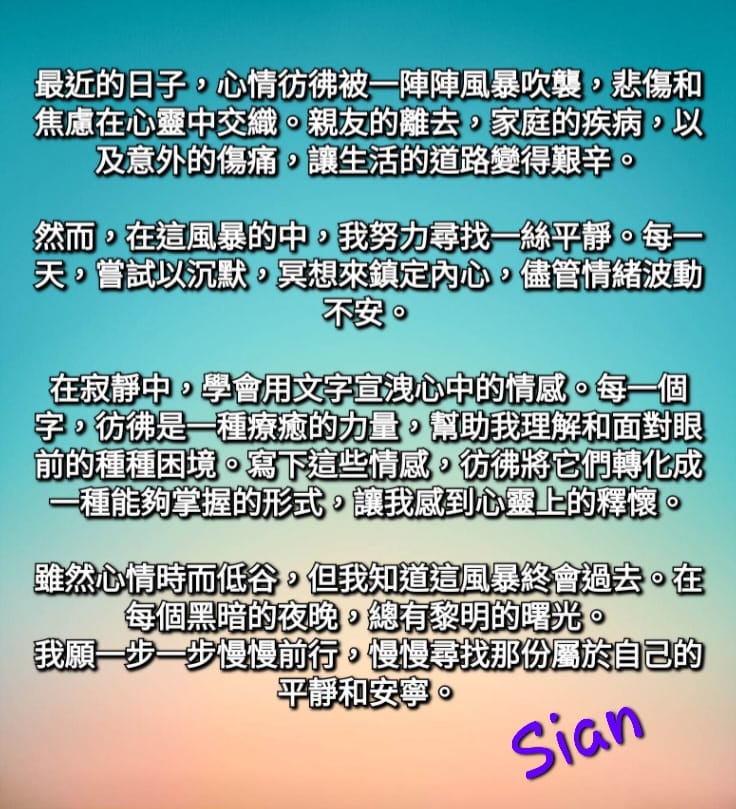 最近的日子，心情彷彿被一陣陣風暴吹襲，悲傷和
焦慮在心靈中交織。親友的離去，家庭的疾病，以
及意外的傷痛，讓生活的道路變得艱辛。
然而，在這風暴的中，我努力尋找一絲平靜。每一
天，嘗試以沉默，冥想來鎮定內心，儘管情緒波動
不安。
在寂靜中，學會用文字宣洩心中的情感。每一個
字，彷彿是一種療癒的力量，幫助我理解和面對眼
前的種種困境。寫下這些情感，彷彿將它們轉化成
一種能夠掌握的形式，讓我感到心靈上的釋懷。
雖然心情時而低谷，但我知道這風暴終會過去。在
每個黑暗的夜晚，總有黎明的曙光。
我願一步一步慢慢前行，慢慢尋找那份屬於自己的
平靜和安寧。
Sian